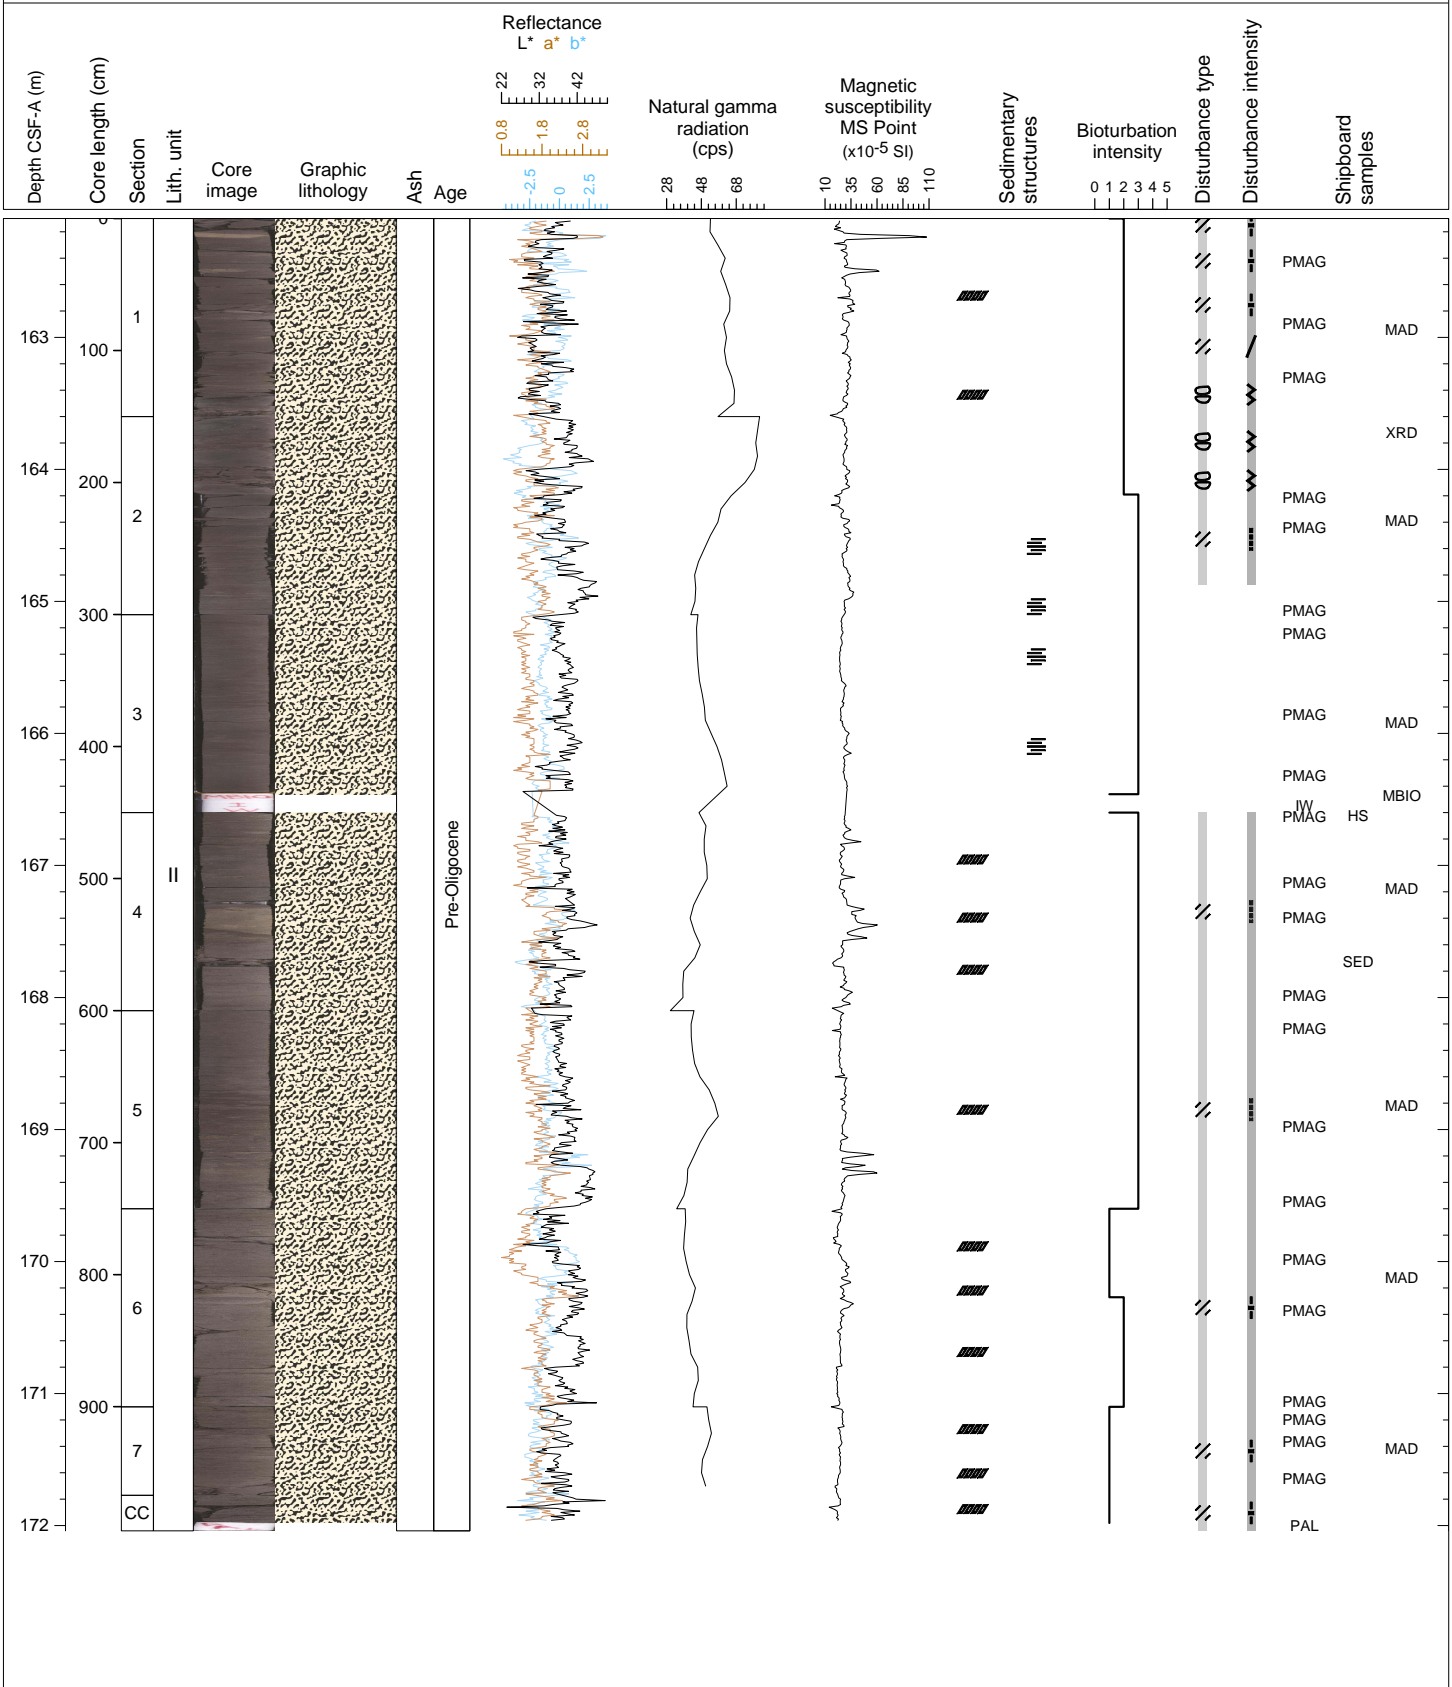 Depth CSF-A (m)
Core length (cm)
Section
Lith. unit
Core
image
Graphic
lithology
Ash
Age
Reflectance
L* a* b*
22 32 42
0.8 1.8 2.8
-2.5 0 2.5
Natural gamma
radiation
(cps)
28 48 68
Magnetic
susceptibility
MS Point
(x10-5 SI)
10 35 60 85 110
Sedimentary
structures
Bioturbation
intensity
0 1 2 3 4 5
Disturbance type
Disturbance intensity
Shipboard
samples
0
PMAG
1
PMAG
MAD
163
100
PMAG
XRD
164
200
PMAG
2
MAD
PMAG
165
300
PMAG
PMAG
3
PMAG
MAD
166
400
PMAG
MBIO
IW
MBIO
IW
PMAG
HS
167
II
500
PMAG
MAD
4
PMAG
Pre-Oligocene
SED
168
600
PMAG
PMAG
5
MAD
169
700
PMAG
PMAG
170
800
PMAG
MAD
6
PMAG
171
900
PMAG
PMAG
PMAG
MAD
7
PMAG
CC
172
PAL